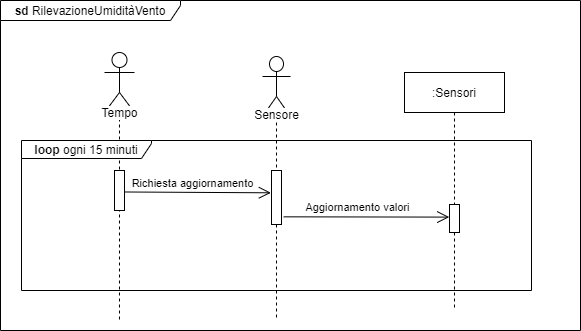 sd RilevazioneUmiditàVento
Tempo
Sensore
:Sensori
loop ogni 15 minuti
Richiesta aggiornamento
Aggiornamento valori